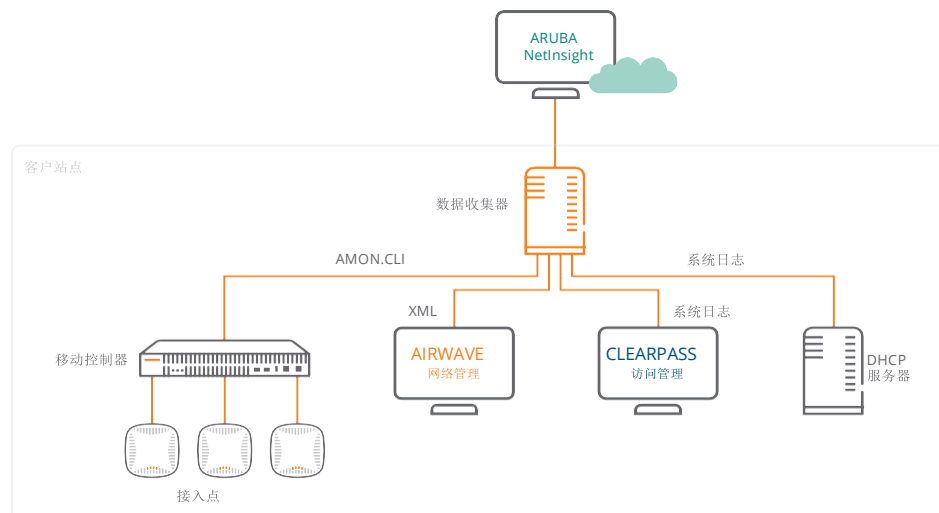 ARUBA
NetInsight
客户站点
数据收集器
AMON.CLI
系统日志
XML
系统日志
移动控制器
AIRWAVE
网络管理
CLEARPASS
访问管理
DHCP
服务器
接入点